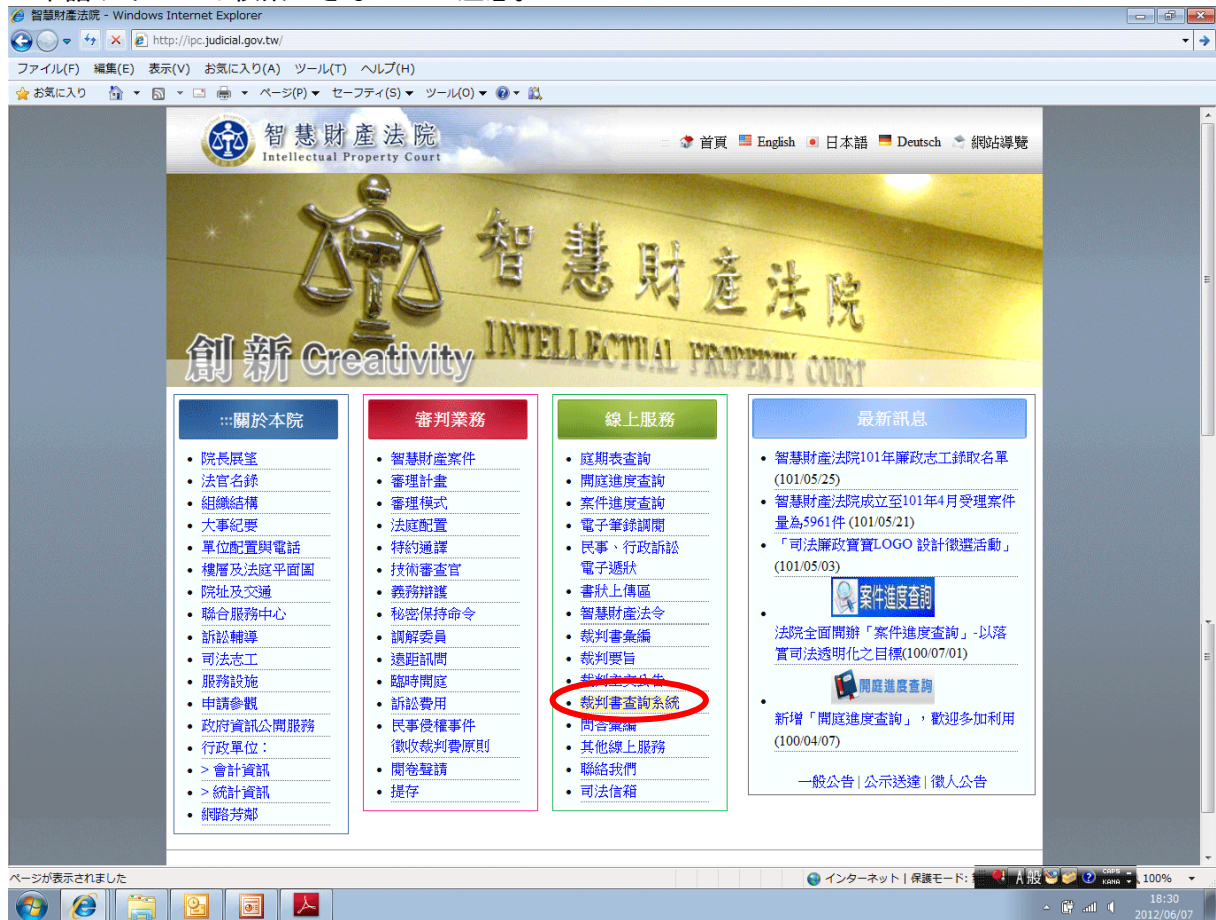 智慧財產法院 - Windows Internet Explorer
http://ipc.judicial.gov.tw/
ファイル(F) 編集(E) 表示(V) お気に入り(A) ツール(T) ヘルプ(H)
お気に入り ページ(P) セーフティ(S) ツール(O)
智慧財產法院
Intellectual Property Court
首頁 English 日本語 Deutsch 網站導覽
智慧財產法院
INTELLECTUAL PROPERTY COURT
創新 Creativity
:::關於本院
院長展望
法官名錄
組織結構
大事紀要
單位配置與電話
樓層及法庭平面圖
院址及交通
聯合服務中心
訴訟輔導
司法志工
服務設施
申請參觀
政府資訊公開服務
行政單位：
> 會計資訊
> 統計資訊
網路芳鄰
審判業務
智慧財產案件
審理計畫
審理模式
法庭配置
特約通譯
技術審查官
義務辯護
秘密保持命令
調解委員
遠距訊問
臨時開庭
訴訟費用
民事侵權事件
徵收裁判費原則
閱卷聲請
提存
線上服務
庭期表查詢
開庭進度查詢
案件進度查詢
電子筆錄調閱
民事、行政訴訟
電子遞狀
書狀上傳區
智慧財產法令
裁判書彙編
裁判要旨
裁判主文公告
裁判書查詢系統
問答彙編
其他線上服務
聯絡我們
司法信箱
最新訊息
智慧財產法院101年廉政志工錄取名單
(101/05/25)
智慧財產法院成立至101年4月受理案件
量為5961件 (101/05/21)
「司法廉政寶寶LOGO 設計徵選活動」
(101/05/03)
案件進度查詢
法院全面開辦「案件進度查詢」-以落
實司法透明化之目標(100/07/01)
開庭進度查詢
新增「開庭進度查詢」，歡迎多加利用
(100/04/07)
一般公告 | 公示送達 | 徵人公告
ページが表示されました
インターネット | 保護モード:
A 般
CAPS
KANA
100%
18:30
2012/06/07